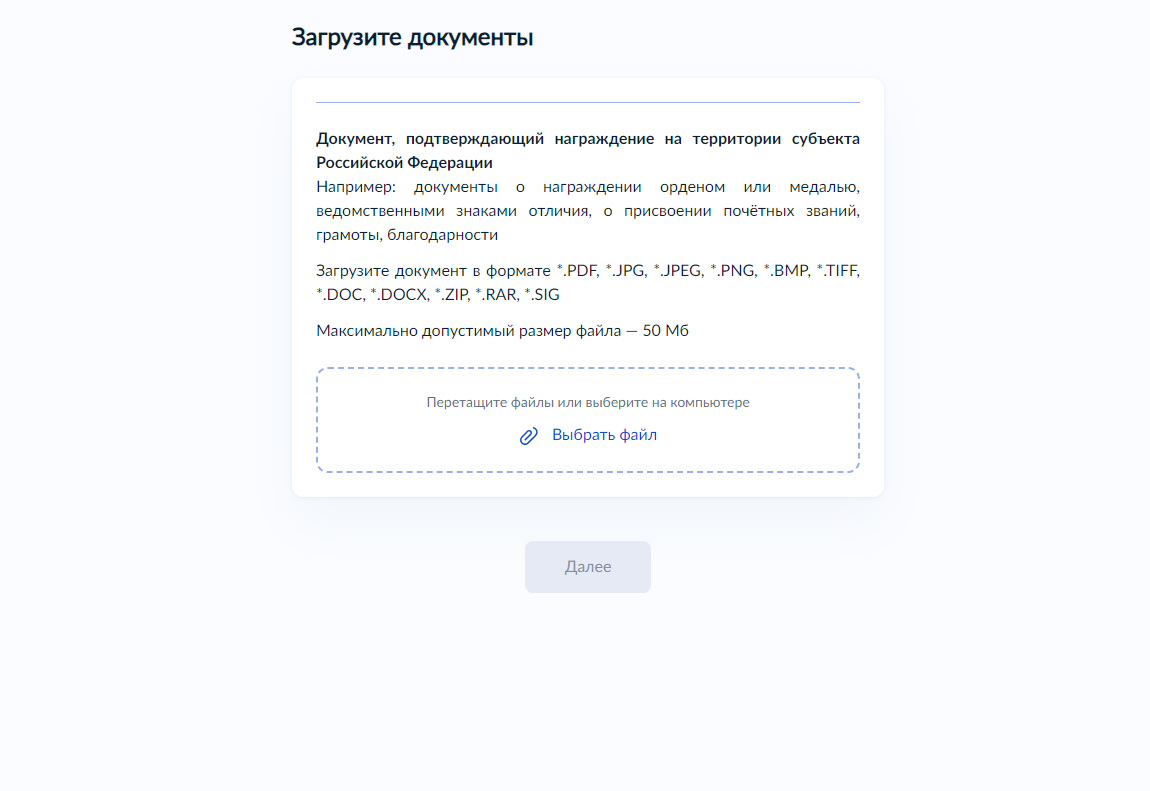 Загрузите документы
Документ, подтверждающий награждение на территории субъекта
Российской Федерации
Например: документы о награждении орденом или медалью,
ведомственными знаками отличия, о присвоении почётных званий,
грамоты, благодарности
Загрузите документ в формате *.PDF, *.JPG, *.JPEG, *.PNG, *.BMP, *.TIFF,
*.DOC, *.DOCX, *.ZIP, *.RAR, *.SIG
Максимально допустимый размер файла — 50 Мб
Перетащите файлы или выберите на компьютере
Выбрать файл
Далее